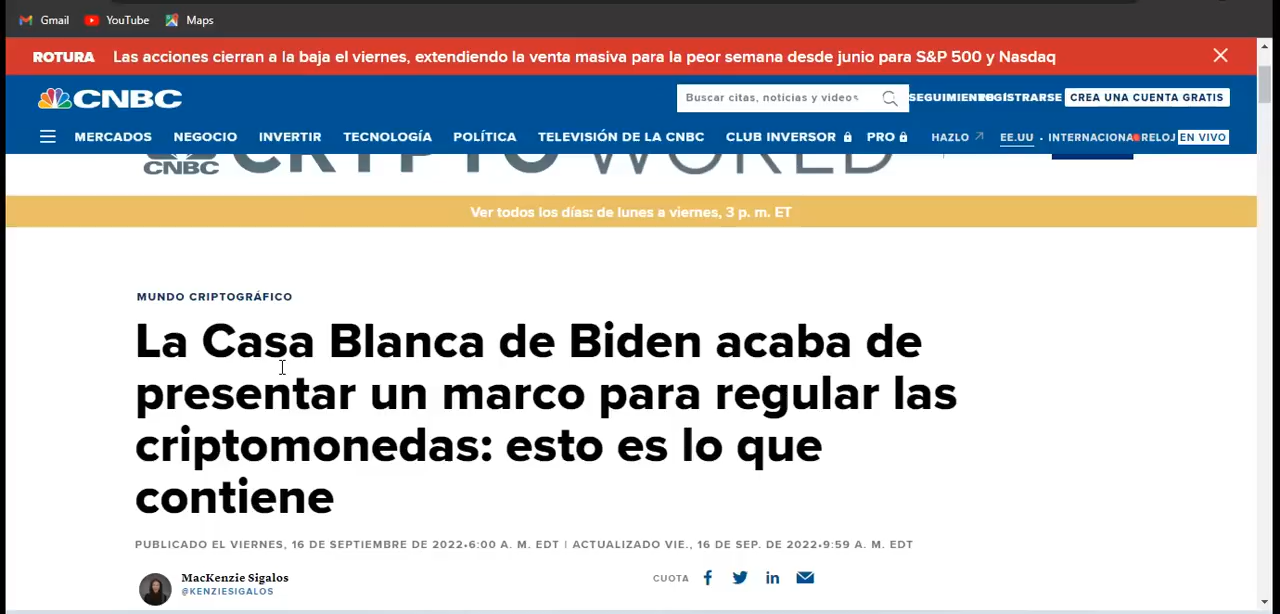 Gmail YouTube Maps
ROTURA Las acciones cierran a la baja el viernes, extendiendo la venta masiva para la peor semana desde junio para S&P 500 y Nasdaq
CNBC Buscar citas, noticias y videos SEGUIMIENTO REGISTRARSE CREA UNA CUENTA GRATIS
MERCADOS NEGOCIO INVERTIR TECNOLOGÍA POLÍTICA TELEVISIÓN DE LA CNBC CLUB INVERSOR PRO HAZLO EE.UU • INTERNACIONA RELOJ EN VIVO
CNBC CRYPTO WORLD
Ver todos los días: de lunes a viernes, 3 p. m. ET
MUNDO CRIPTOGRÁFICO
La Casa Blanca de Biden acaba de
presentar un marco para regular las
criptomonedas: esto es lo que
contiene
PUBLICADO EL VIERNES, 16 DE SEPTIEMBRE DE 2022•6:00 A. M. EDT | ACTUALIZADO VIE., 16 DE SEP. DE 2022•9:59 A. M. EDT
MacKenzie Sigalos CUOTA
@KENZIESIGALOS